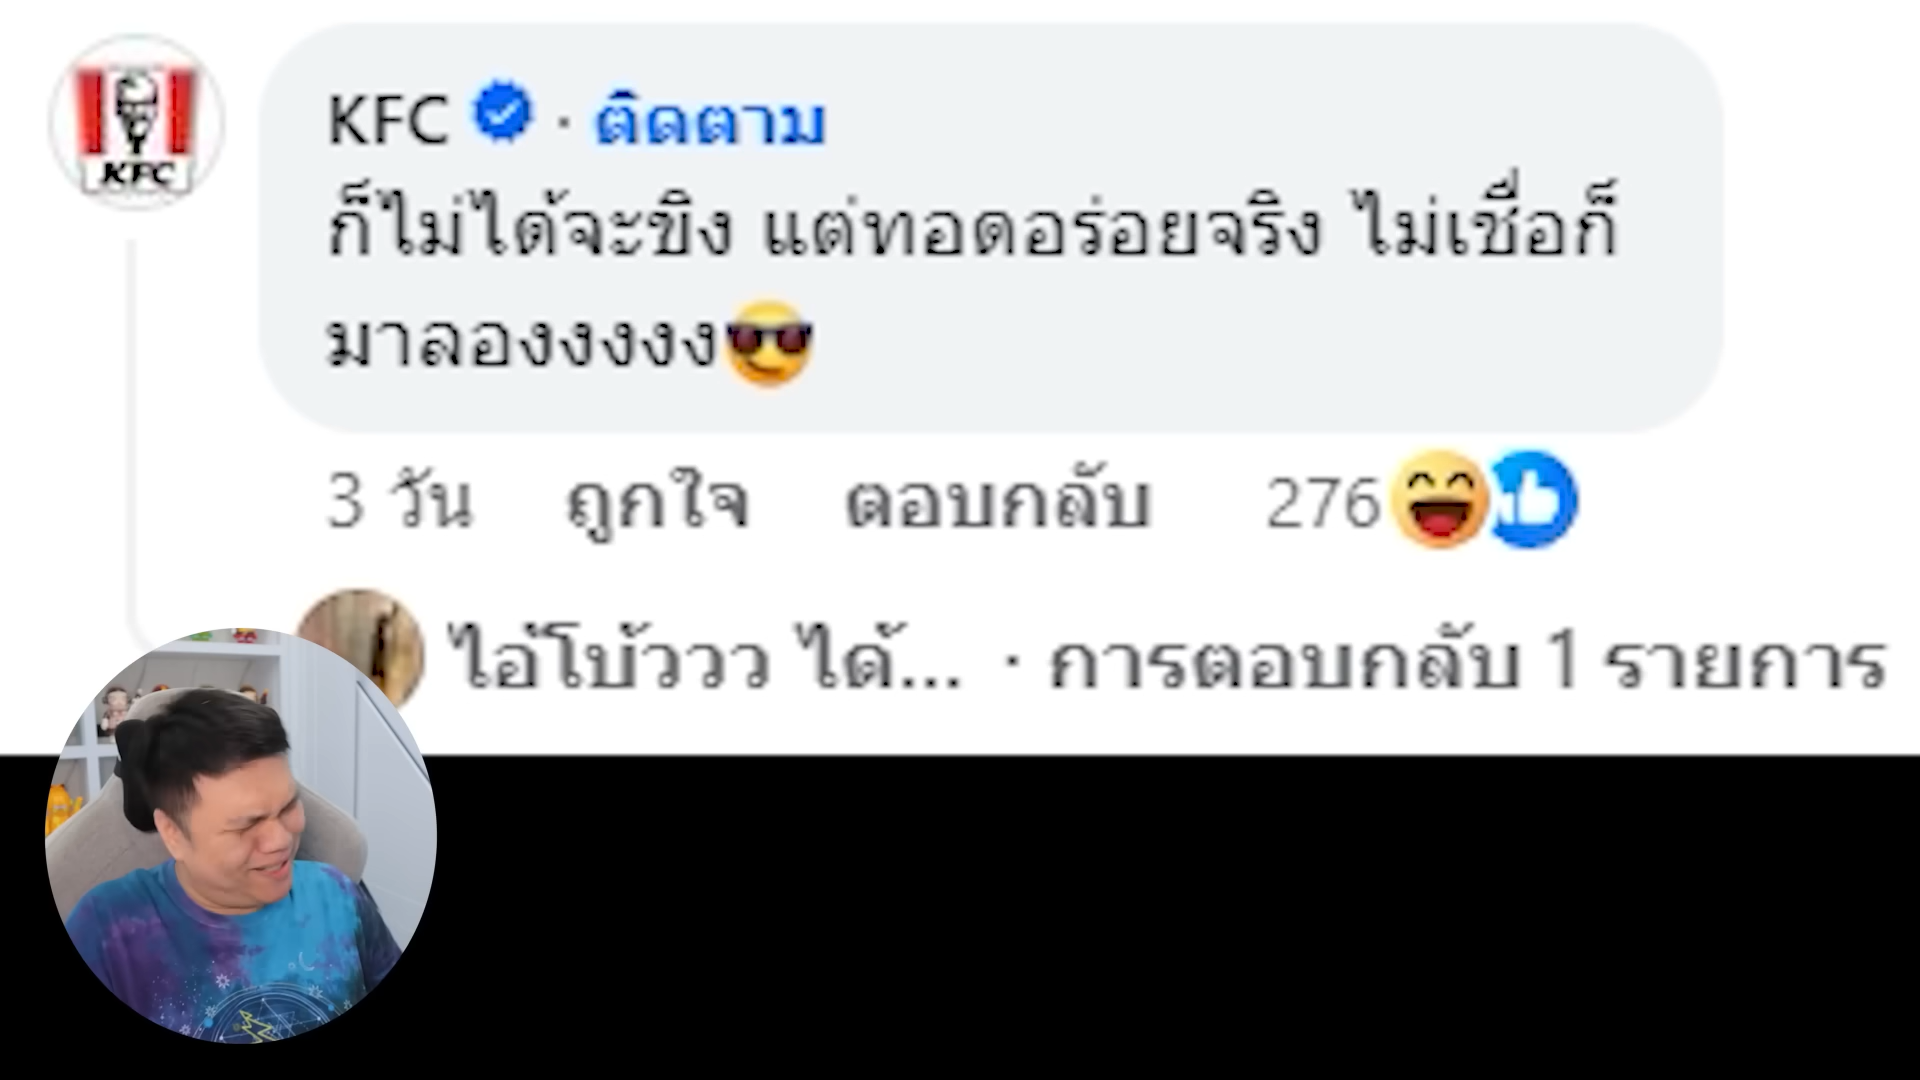 KFC · ติดตาม
ก็ไม่ได้จะขิง แต่ทอดอร่อยจริง ไม่เชื่อก็
มาลองงงงง😎
3 วัน ถูกใจ ตอบกลับ 276
ไอ้โบ้ววว ได้... · การตอบกลับ 1 รายการ
KFC